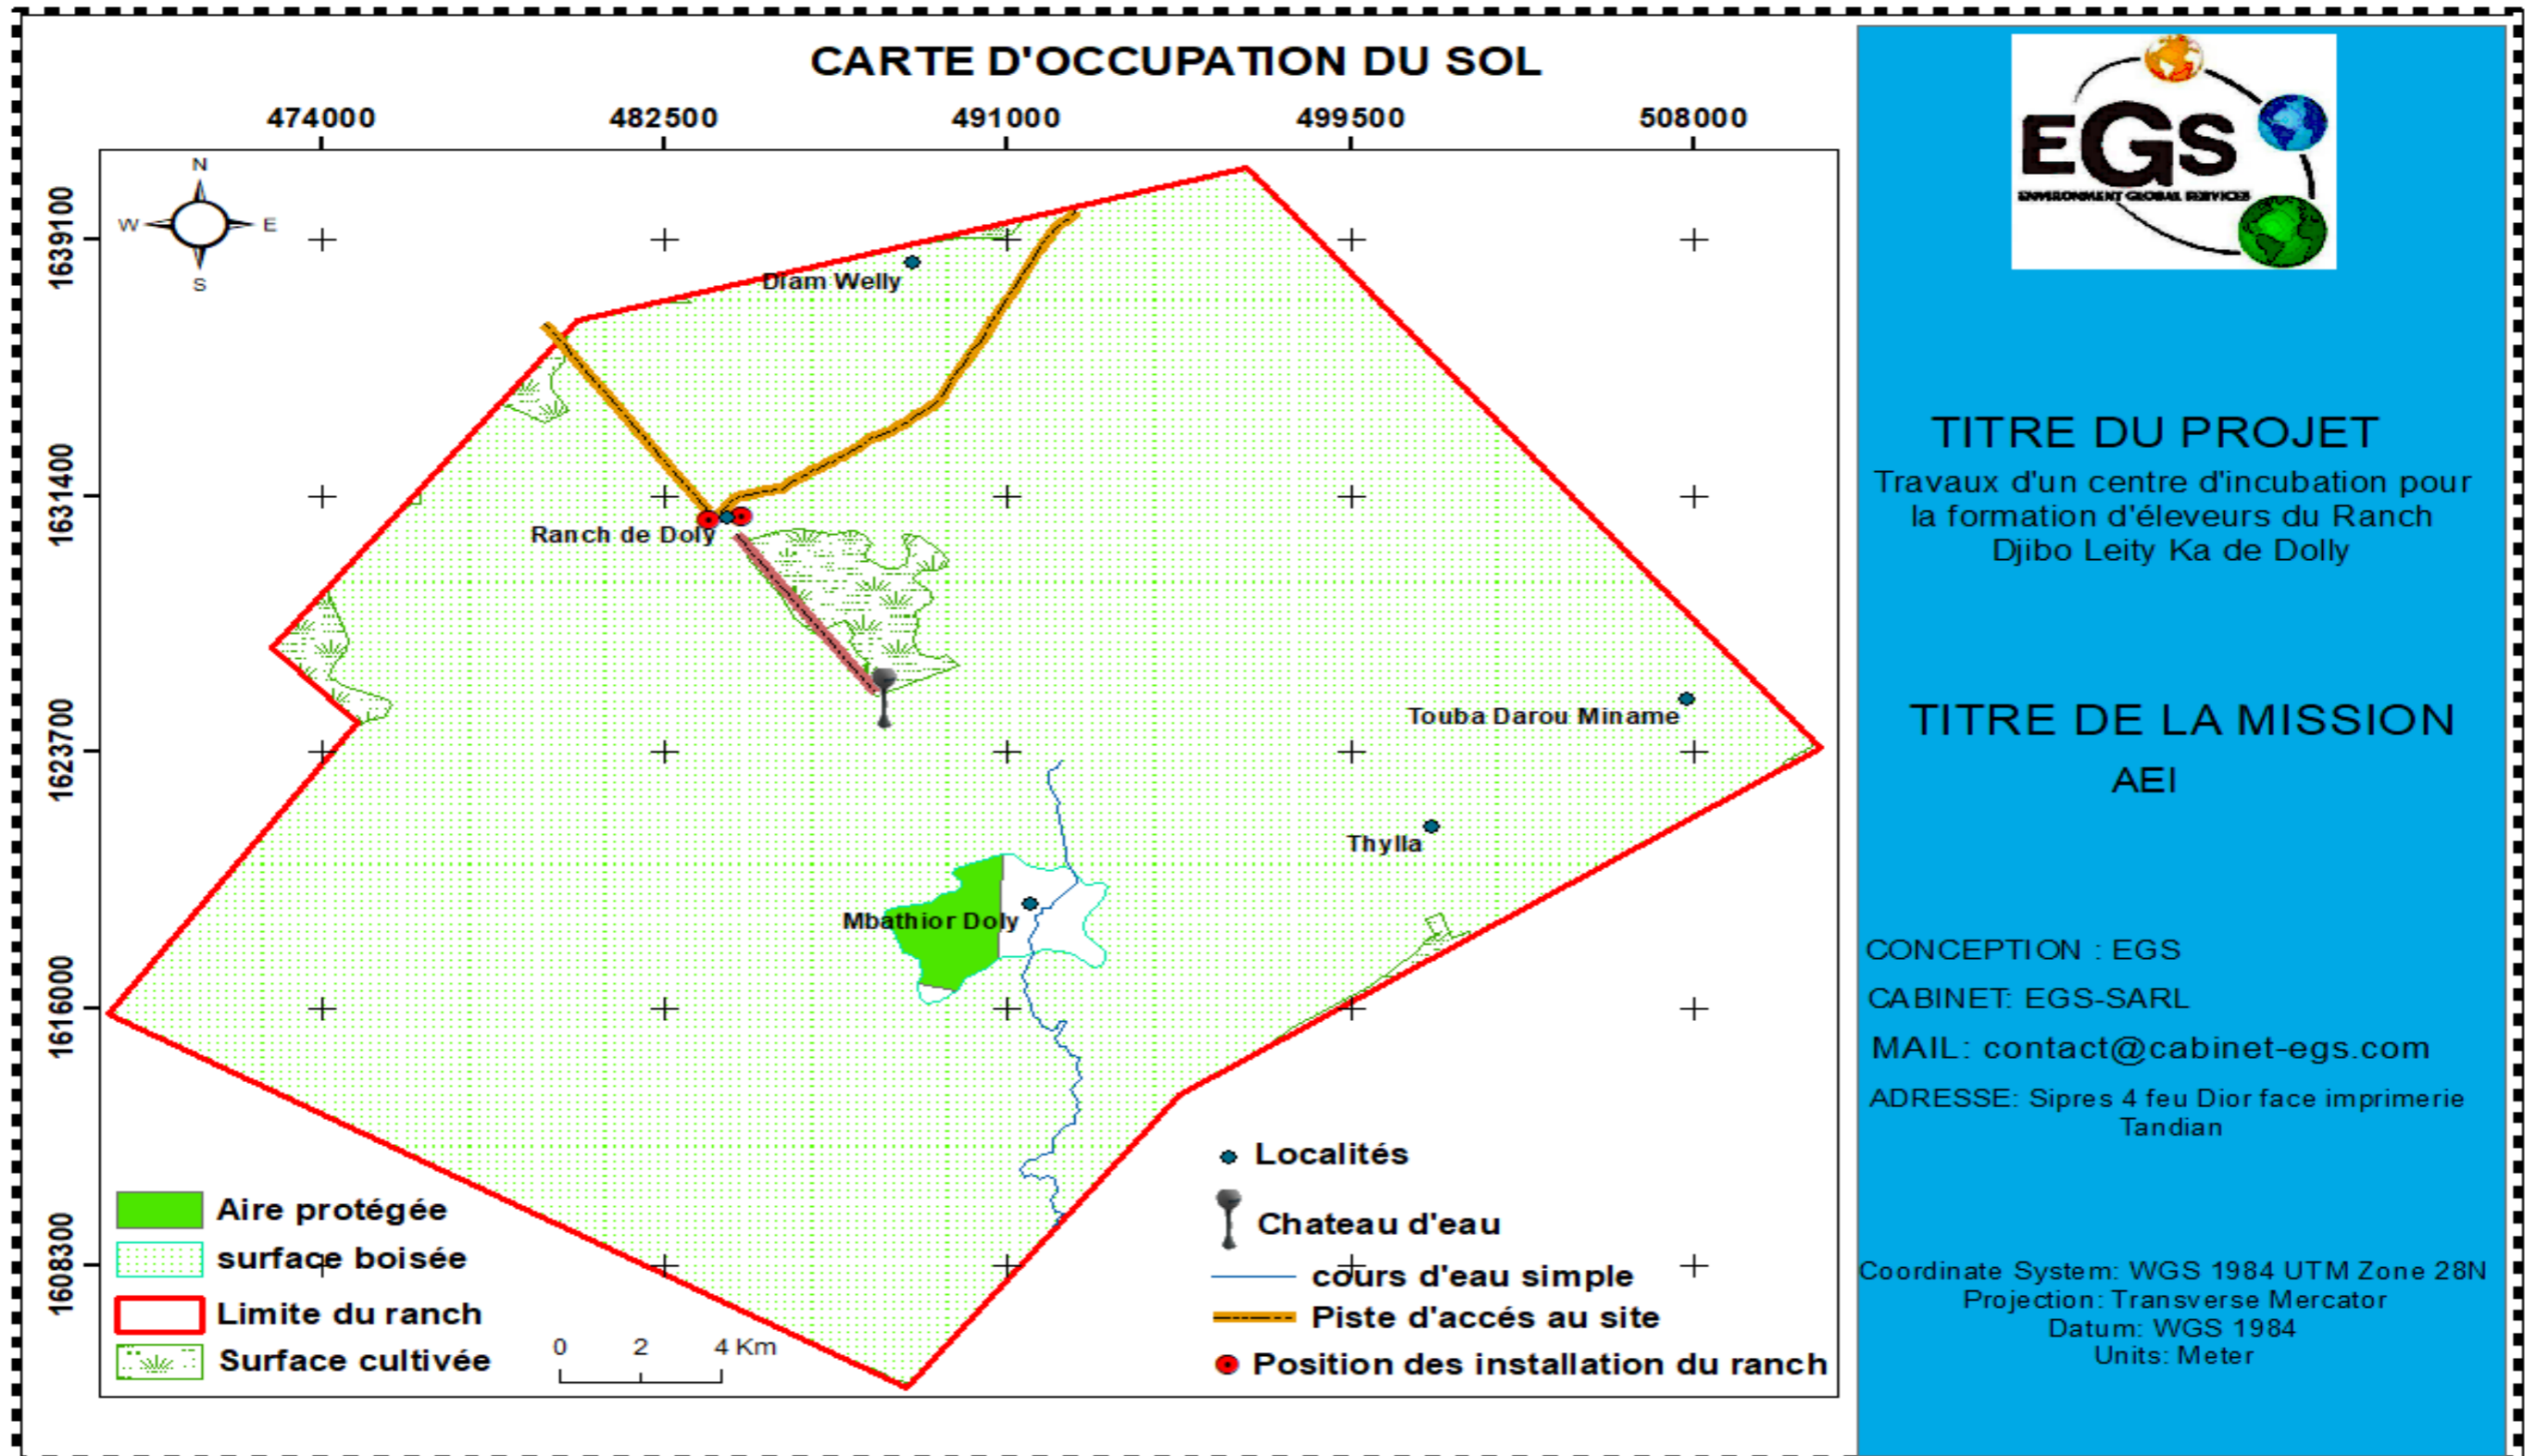 CARTE D'OCCUPATION DU SOL
474000 482500 491000 499500 508000
1639100
1631400
1623700
1616000
1608300
N
W E
S
Diam Welly
Ranch de Doly
Touba Darou Miname
Thylla
Mbathior Doly
Aire protégée
surface boisée
Limite du ranch
Surface cultivée
0 2 4 Km
Localités
Chateau d'eau
cours d'eau simple
Piste d'accés au site
Position des installation du ranch
EGS
ENVIRONMENT GLOBAL SERVICES
TITRE DU PROJET
Travaux d'un centre d'incubation pour
la formation d'éleveurs du Ranch
Djibo Leity Ka de Dolly
TITRE DE LA MISSION
AEI
CONCEPTION : EGS
CABINET: EGS-SARL
MAIL: contact@cabinet-egs.com
ADRESSE: Sipres 4 feu Dior face imprimerie
Tandian
Coordinate System: WGS 1984 UTM Zone 28N
Projection: Transverse Mercator
Datum: WGS 1984
Units: Meter